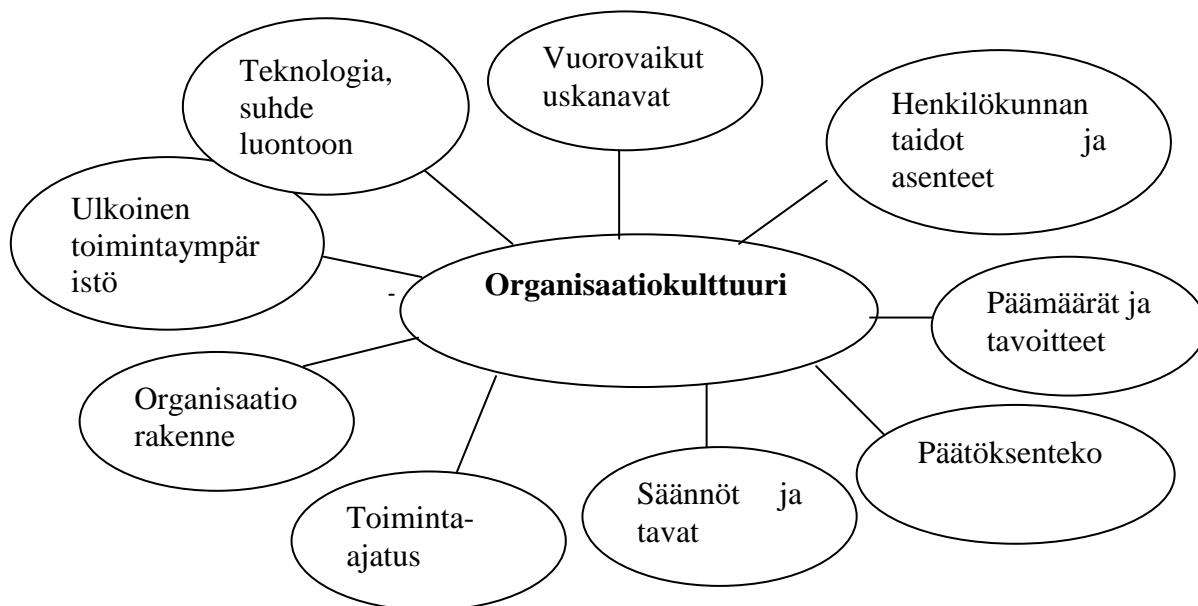 Teknologia,
suhde
luontoon
Vuorovaikut
uskanavat
Henkilökunnan
taidot ja
asenteet
Ulkoinen
toimintaympär
istö
-
Organisaatiokulttuuri
Päämäärät ja
tavoitteet
Organisaatio
rakenne
Toiminta-
ajatus
Säännöt ja
tavat
Päätöksenteko